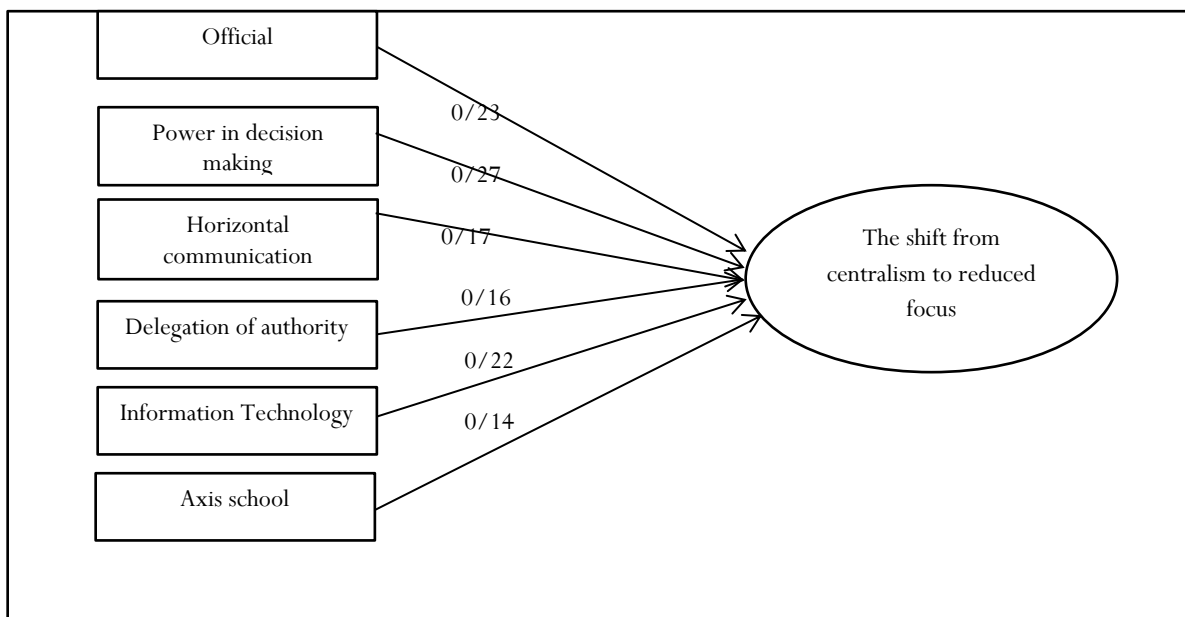 Official
0/23
Power in decision
making
0/27
Horizontal
communication
0/17
The shift from
centralism to reduced
focus
0/16
Delegation of authority
0/22
Information Technology
0/14
Axis school